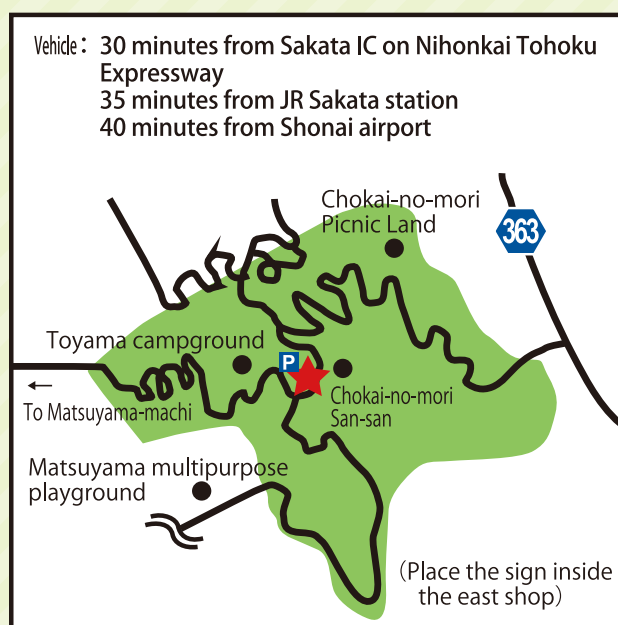 Vehicle: 30 minutes from Sakata IC on Nihonkai Tohoku
Expressway
35 minutes from JR Sakata station
40 minutes from Shonai airport
Chokai-no-mori
Picnic Land
363
Toyama campground
P
←
To Matsuyama-machi
Chokai-no-mori
San-san
Matsuyama multipurpose
playground
(Place the sign inside
the east shop)